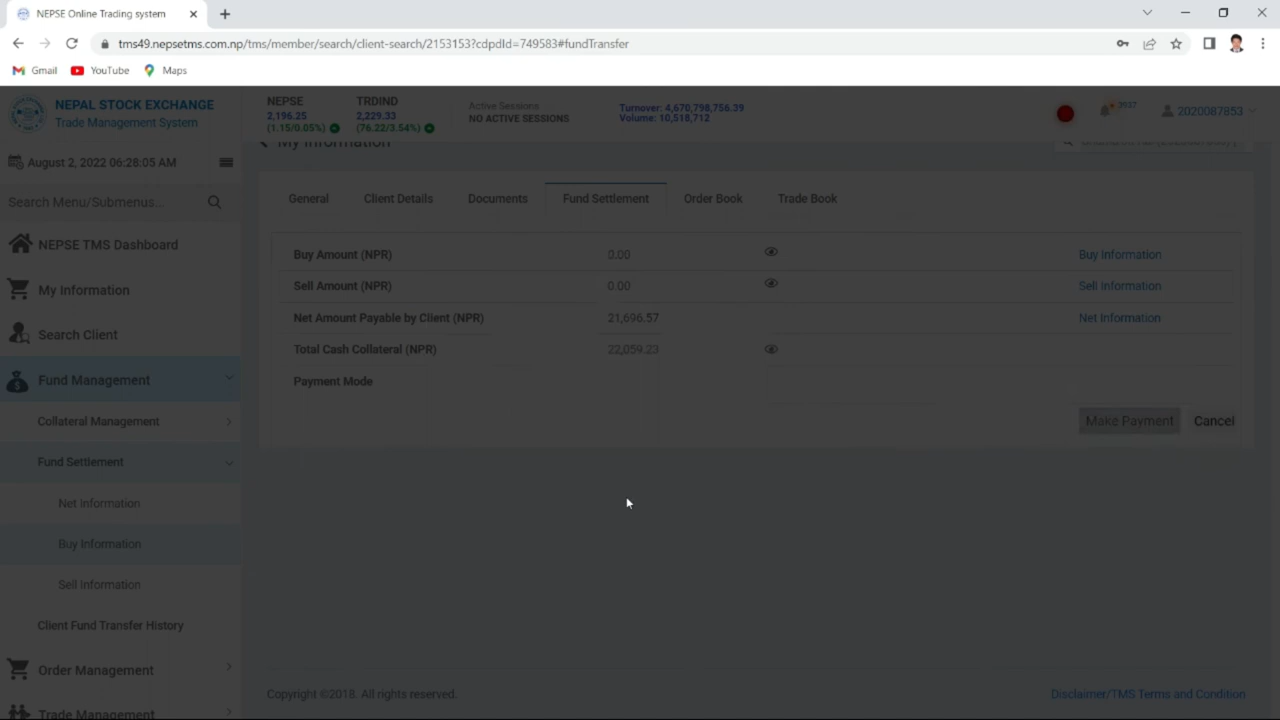 NEPSE Online Trading system
tms49.nepsetms.com.np/tms/member/search/client-search/2153153?cdpdId=749583#fundTransfer
Gmail YouTube Maps
NEPAL STOCK EXCHANGE
Trade Management System
NEPSE
2,196.25
(1.15/0.05%)
TRDIND
2,229.33
(76.22/3.54%)
Active Sessions
NO ACTIVE SESSIONS
Turnover: 4,670,798,756.39
Volume: 10,518,712
3937
2020087853
August 2, 2022 06:28:05 AM
My Information
Search Menu/Submenus...
General Client Details Documents Fund Settlement Order Book Trade Book
NEPSE TMS Dashboard
My Information
Search Client
Fund Management
Collateral Management
Fund Settlement
Net Information
Buy Information
Sell Information
Client Fund Transfer History
Order Management
Trade Management
Buy Amount (NPR) 0.00 Buy Information
Sell Amount (NPR) 0.00 Sell Information
Net Amount Payable by Client (NPR) 21,696.57 Net Information
Total Cash Collateral (NPR) 22,059.23
Payment Mode
Make Payment Cancel
Copyright ©2018. All rights reserved. Disclaimer/TMS Terms and Condition